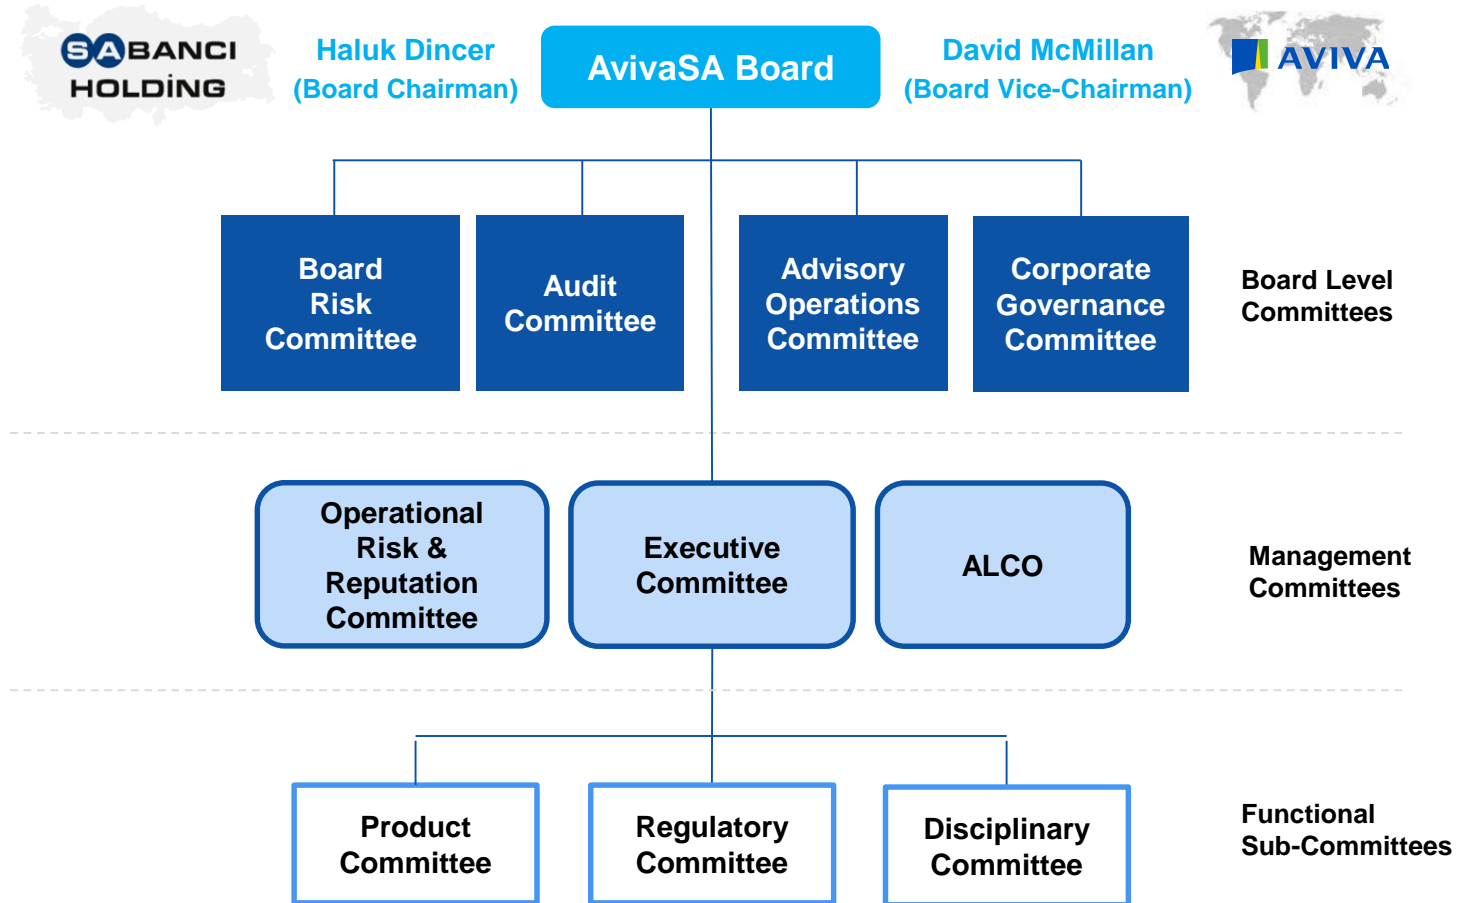 SABANCI
HOLDİNG
Haluk Dincer
(Board Chairman)
AvivaSA Board
David McMillan
(Board Vice-Chairman)
AVIVA
Board
Risk
Committee
Audit
Committee
Advisory
Operations
Committee
Corporate
Governance
Committee
Board Level
Committees
Operational
Risk &
Reputation
Committee
Executive
Committee
ALCO
Management
Committees
Product
Committee
Regulatory
Committee
Disciplinary
Committee
Functional
Sub-Committees